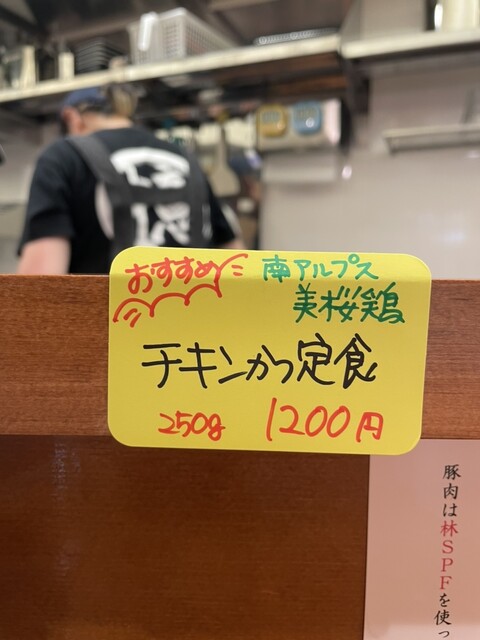 おすすめ
南アルプス
美桜鶏
チキンかつ定食
250g 1200円
豚肉は林SPFを使っ